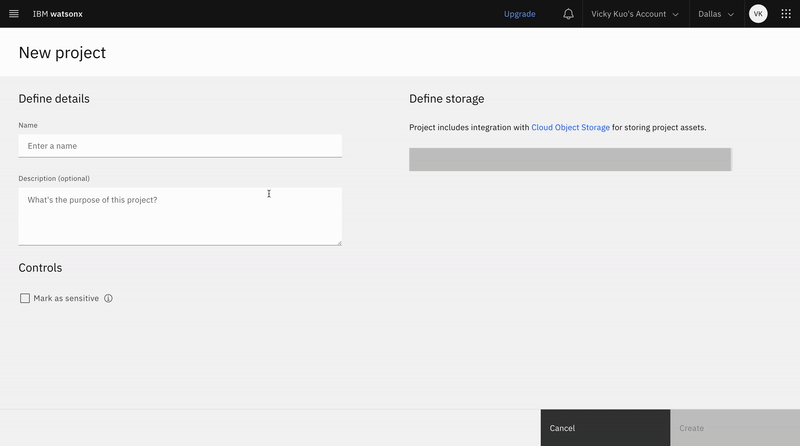 IBM watsonx
Upgrade
Vicky Kuo's Account
Dallas
VK
New project
Define details
Name
Enter a name
Description (optional)
What's the purpose of this project?
Controls
Mark as sensitive
Define storage
Project includes integration with Cloud Object Storage for storing project assets.
Cancel
Create